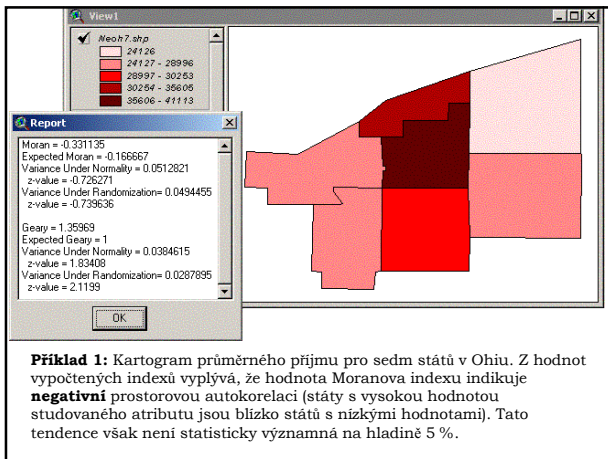 View1
Neoh7.shp
24126
24127 - 28996
28997 - 30253
30254 - 35605
35606 - 41113
Report
Moran = -0.331135
Expected Moran = -0.166667
Variance Under Normality = 0.0512821
z-value = -0.726271
Variance Under Randomization= 0.0494455
z-value = -0.739636
Geary = 1.35969
Expected Geary = 1
Variance Under Normality = 0.0384615
z-value = 1.83408
Variance Under Randomization= 0.0287895
z-value = 2.1199
OK
Příklad 1: Kartogram průměrného příjmu pro sedm států v Ohiu. Z hodnot
vypočtených indexů vyplývá, že hodnota Moranova indexu indikuje
negativní prostorovou autokorelaci (státy s vysokou hodnotou
studovaného atributu jsou blízko států s nízkými hodnotami). Tato
tendence však není statisticky významná na hladině 5 %.